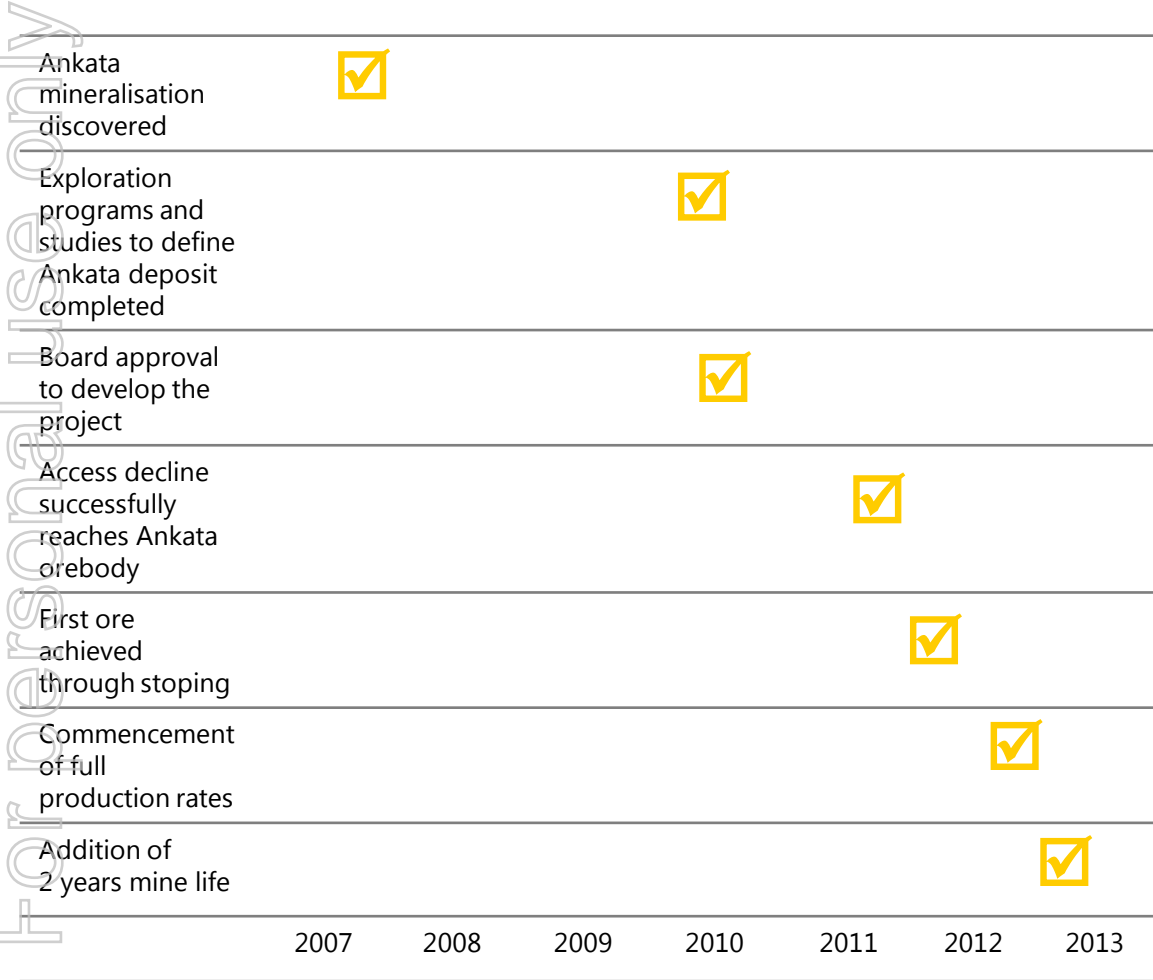 Ankata
mineralisation
discovered
Exploration
programs and
studies to define
Ankata deposit
completed
Board approval
to develop the
project
Access decline
successfully
reaches Ankata
orebody
First ore
achieved
through stoping
Commencement
of full
production rates
Addition of
2 years mine life
2007 2008 2009 2010 2011 2012 2013
For personal use only